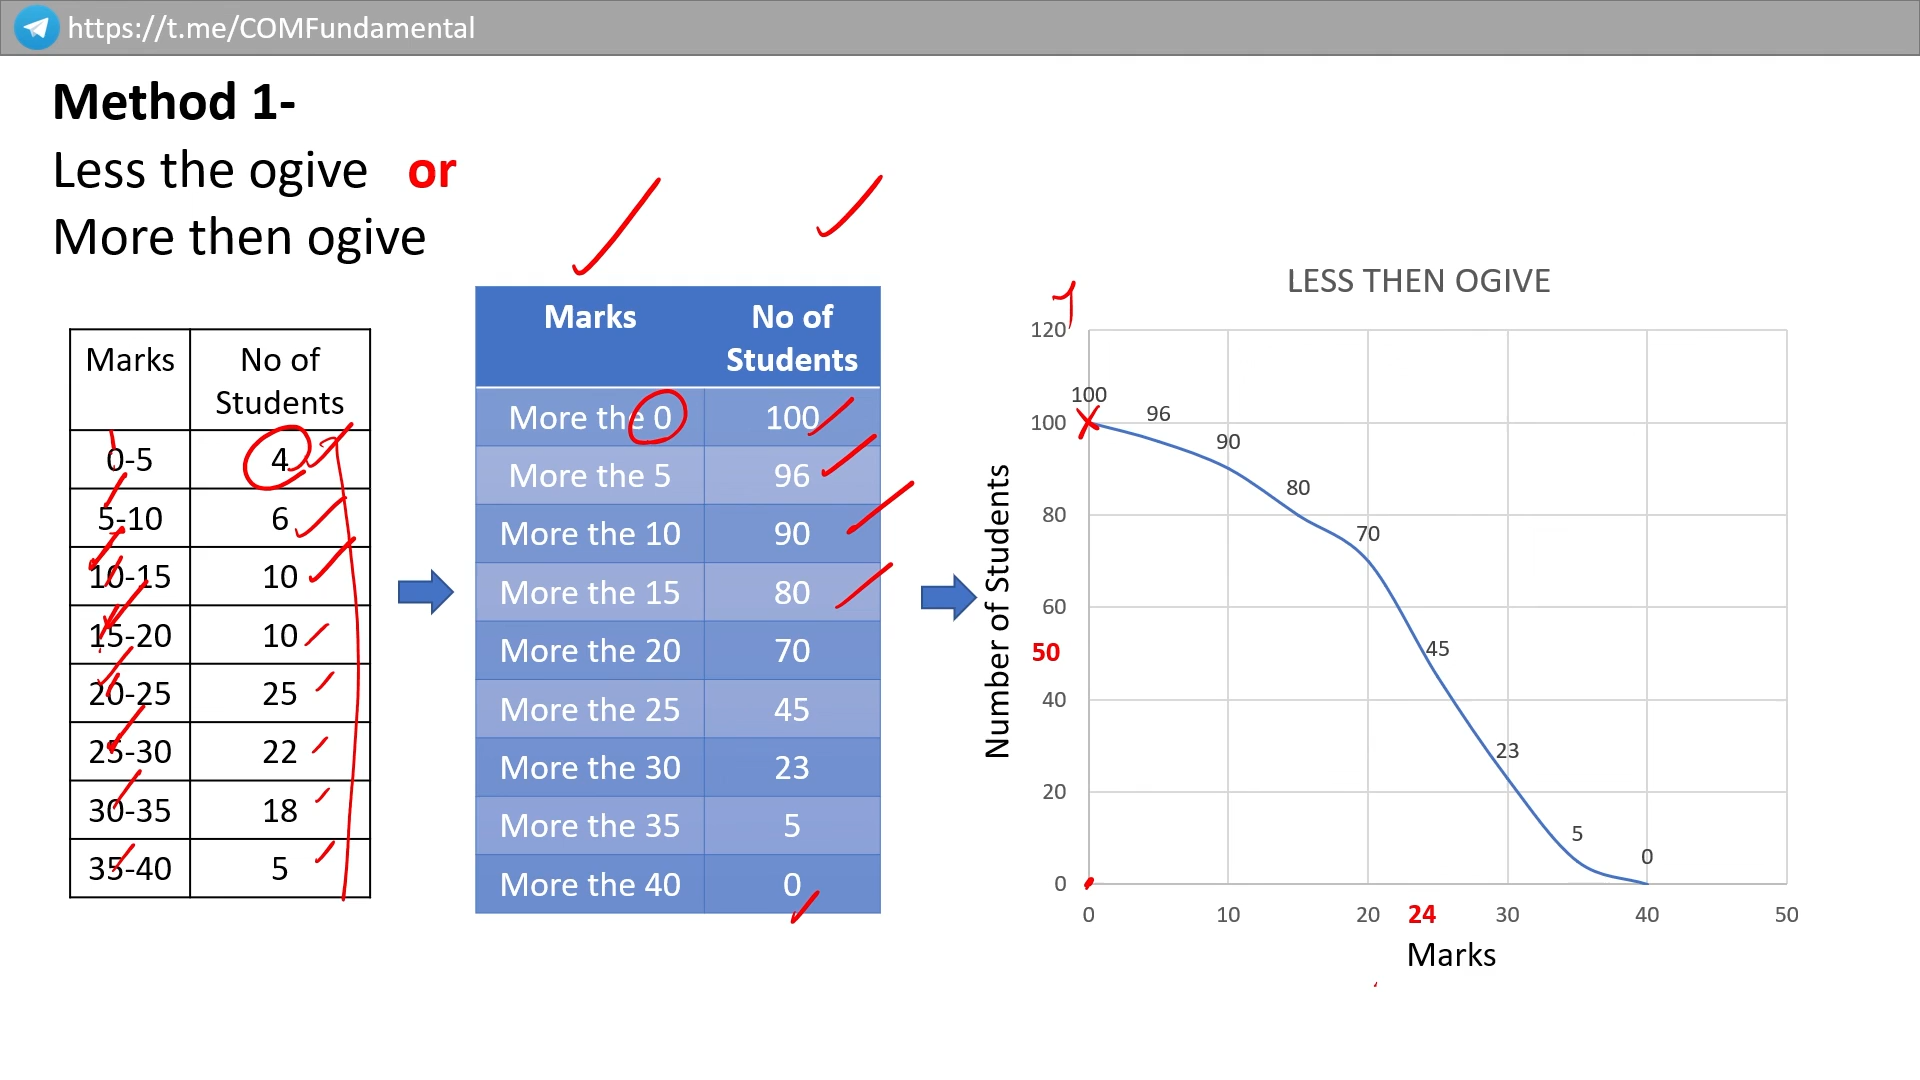 https://t.me/COMFundamental
Method 1-
Less the ogive or
More then ogive
Marks No of Students
0-5 4
5-10 6
10-15 10
15-20 10
20-25 25
25-30 22
30-35 18
35-40 5
Marks No of Students
More the 0 100
More the 5 96
More the 10 90
More the 15 80
More the 20 70
More the 25 45
More the 30 23
More the 35 5
More the 40 0
LESS THEN OGIVE
Number of Students
120
100
80
60
50
40
20
0
100
96
90
80
70
45
23
5
0
0 10 20 24 30 40 50
Marks